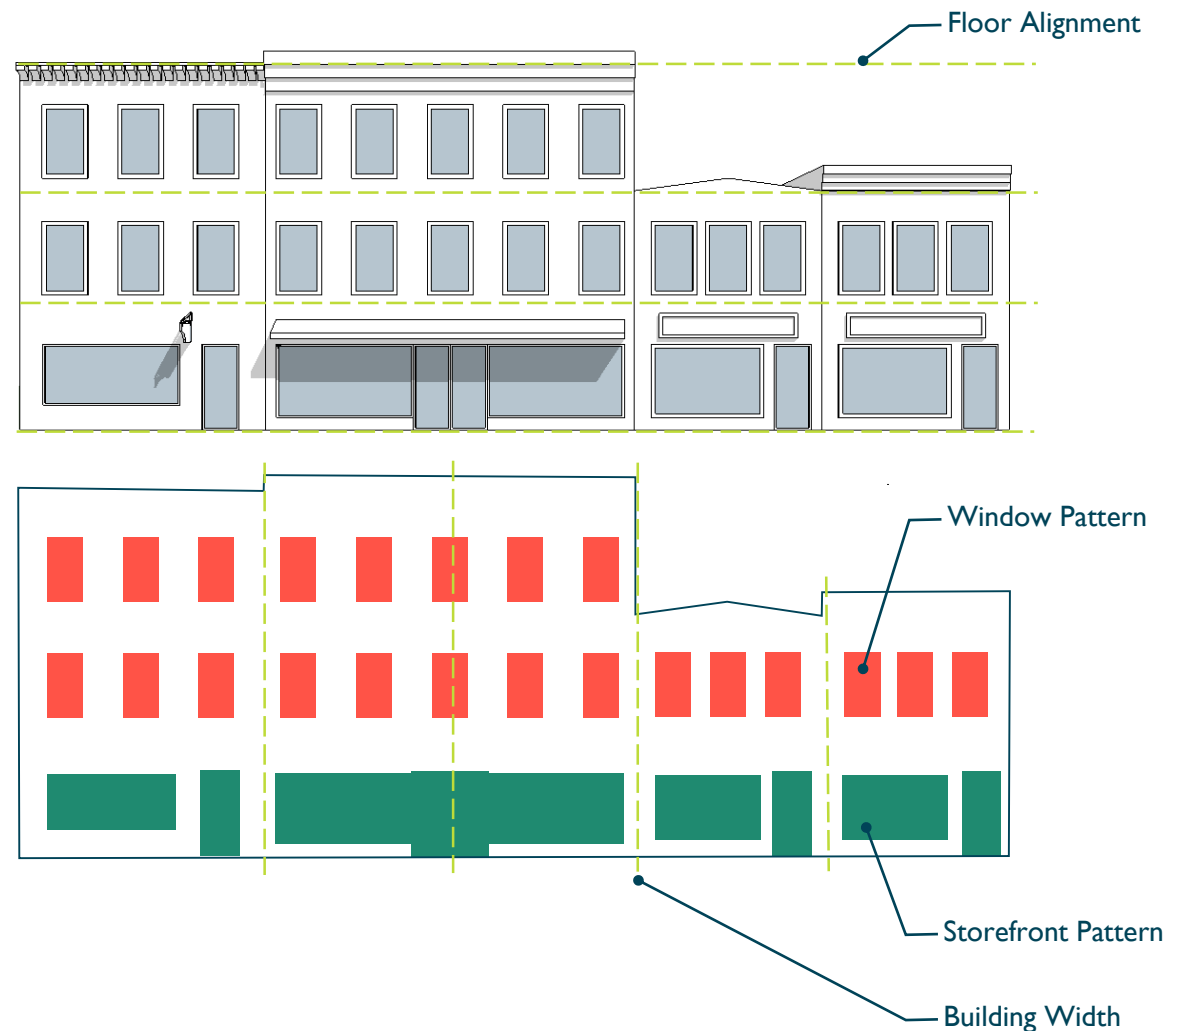 Floor Alignment
Window Pattern
Storefront Pattern
Building Width